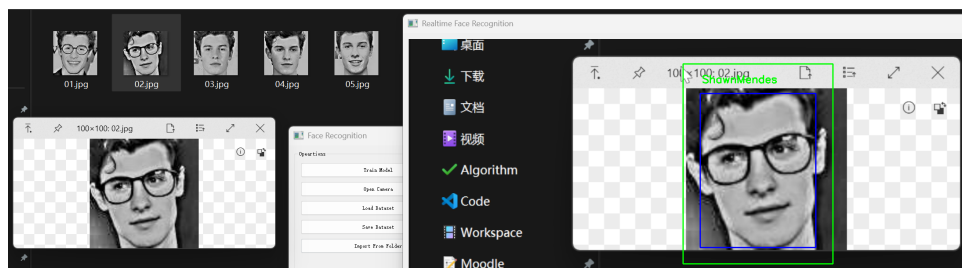 01.jpg
02.jpg
03.jpg
04.jpg
05.jpg
100×100: 02.jpg
Face Recognition
Opeartions
Train Model
Open Camera
Load Dataset
Save Dataset
Import From Folder
Realtime Face Recognition
桌面
下载
文档
视频
Algorithm
Code
Workspace
Moodle
100×100: 02.jpg
ShawnMendes